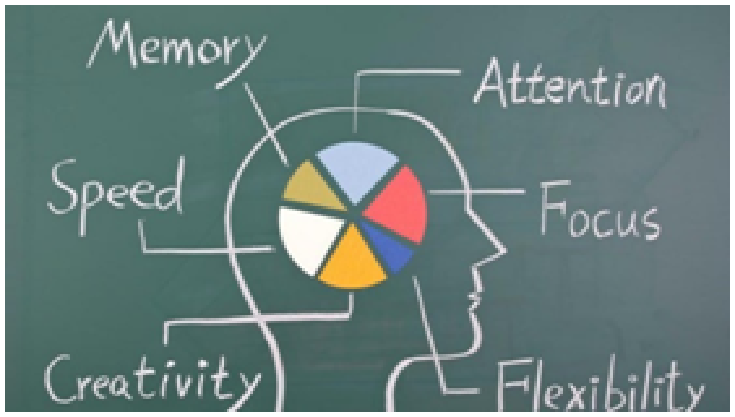 Memory
Attention
Speed
Focus
Creativity
Flexibility